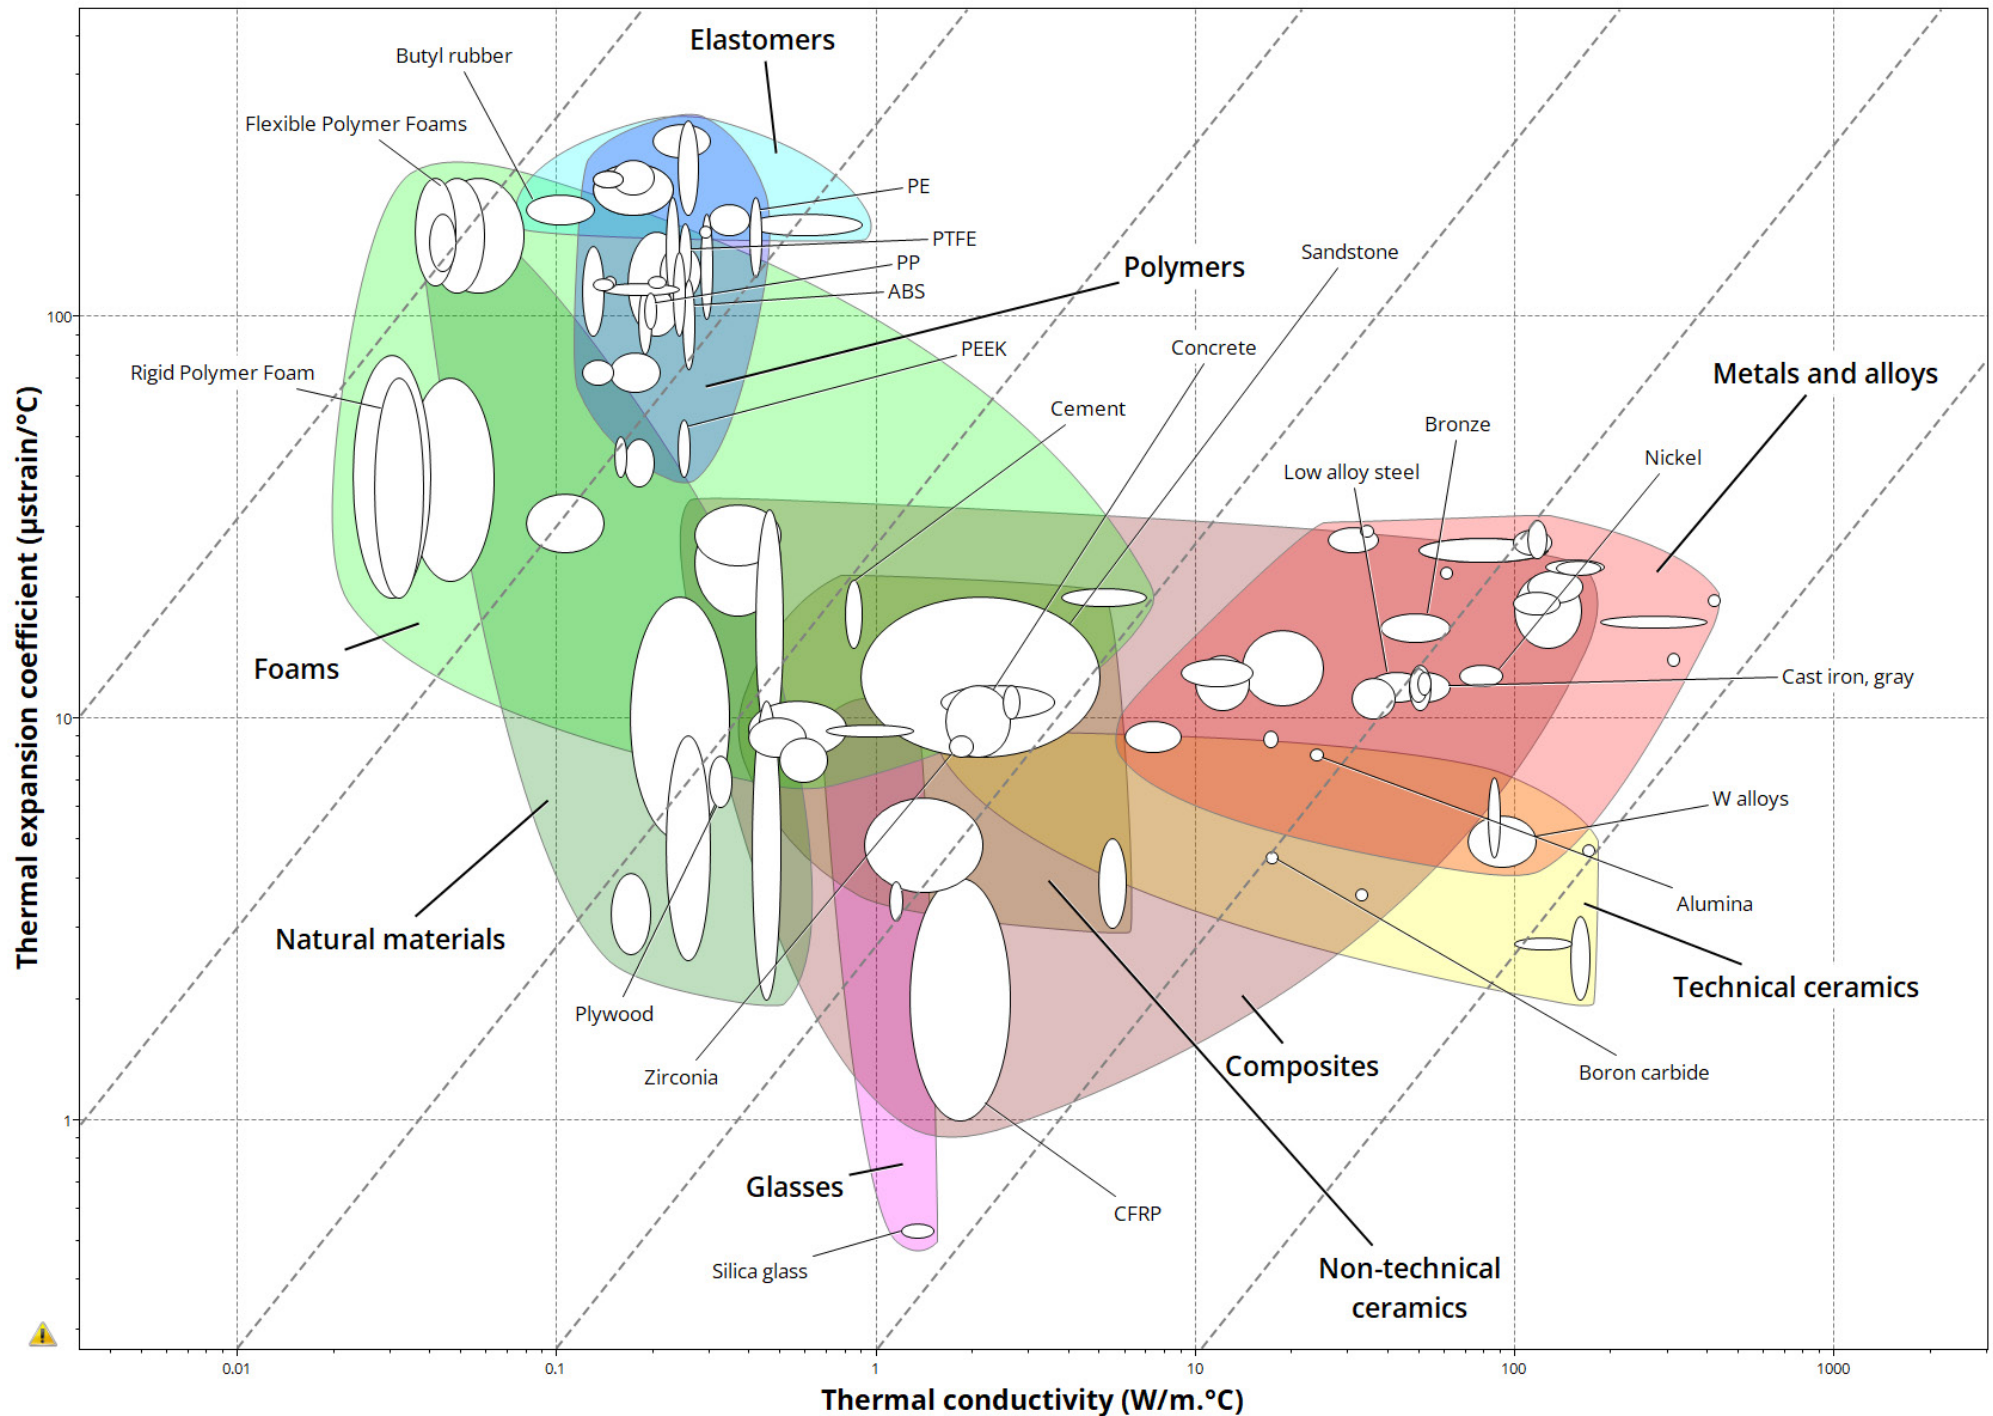 Elastomers
Butyl rubber
Flexible Polymer Foams
PE
PTFE
Sandstone
PP
Polymers
ABS
100
Concrete
PEEK
Rigid Polymer Foam
Metals and alloys
Cement
Bronze
Nickel
Low alloy steel
Thermal expansion coefficient (µstrain/°C)
Foams
Cast iron, gray
10
W alloys
Alumina
Natural materials
Technical ceramics
Plywood
Composites
Boron carbide
Zirconia
1
Glasses
CFRP
Silica glass
Non-technical
ceramics
0.01
0.1
1
10
100
1000
Thermal conductivity (W/m.°C)